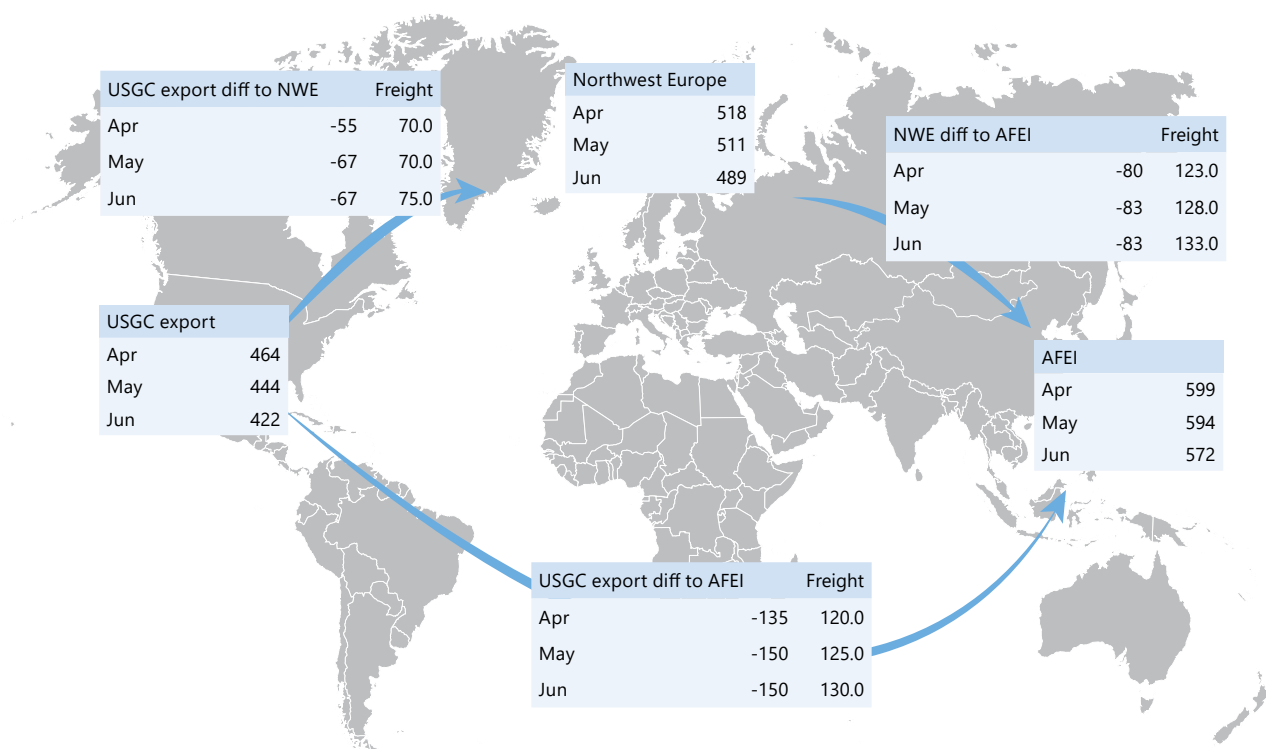 USGC export diff to NWE Freight
Apr -55 70.0
May -67 70.0
Jun -67 75.0
Northwest Europe
Apr 518
May 511
Jun 489
NWE diff to AFEI Freight
Apr -80 123.0
May -83 128.0
Jun -83 133.0
USGC export
Apr 464
May 444
Jun 422
AFEI
Apr 599
May 594
Jun 572
USGC export diff to AFEI Freight
Apr -135 120.0
May -150 125.0
Jun -150 130.0